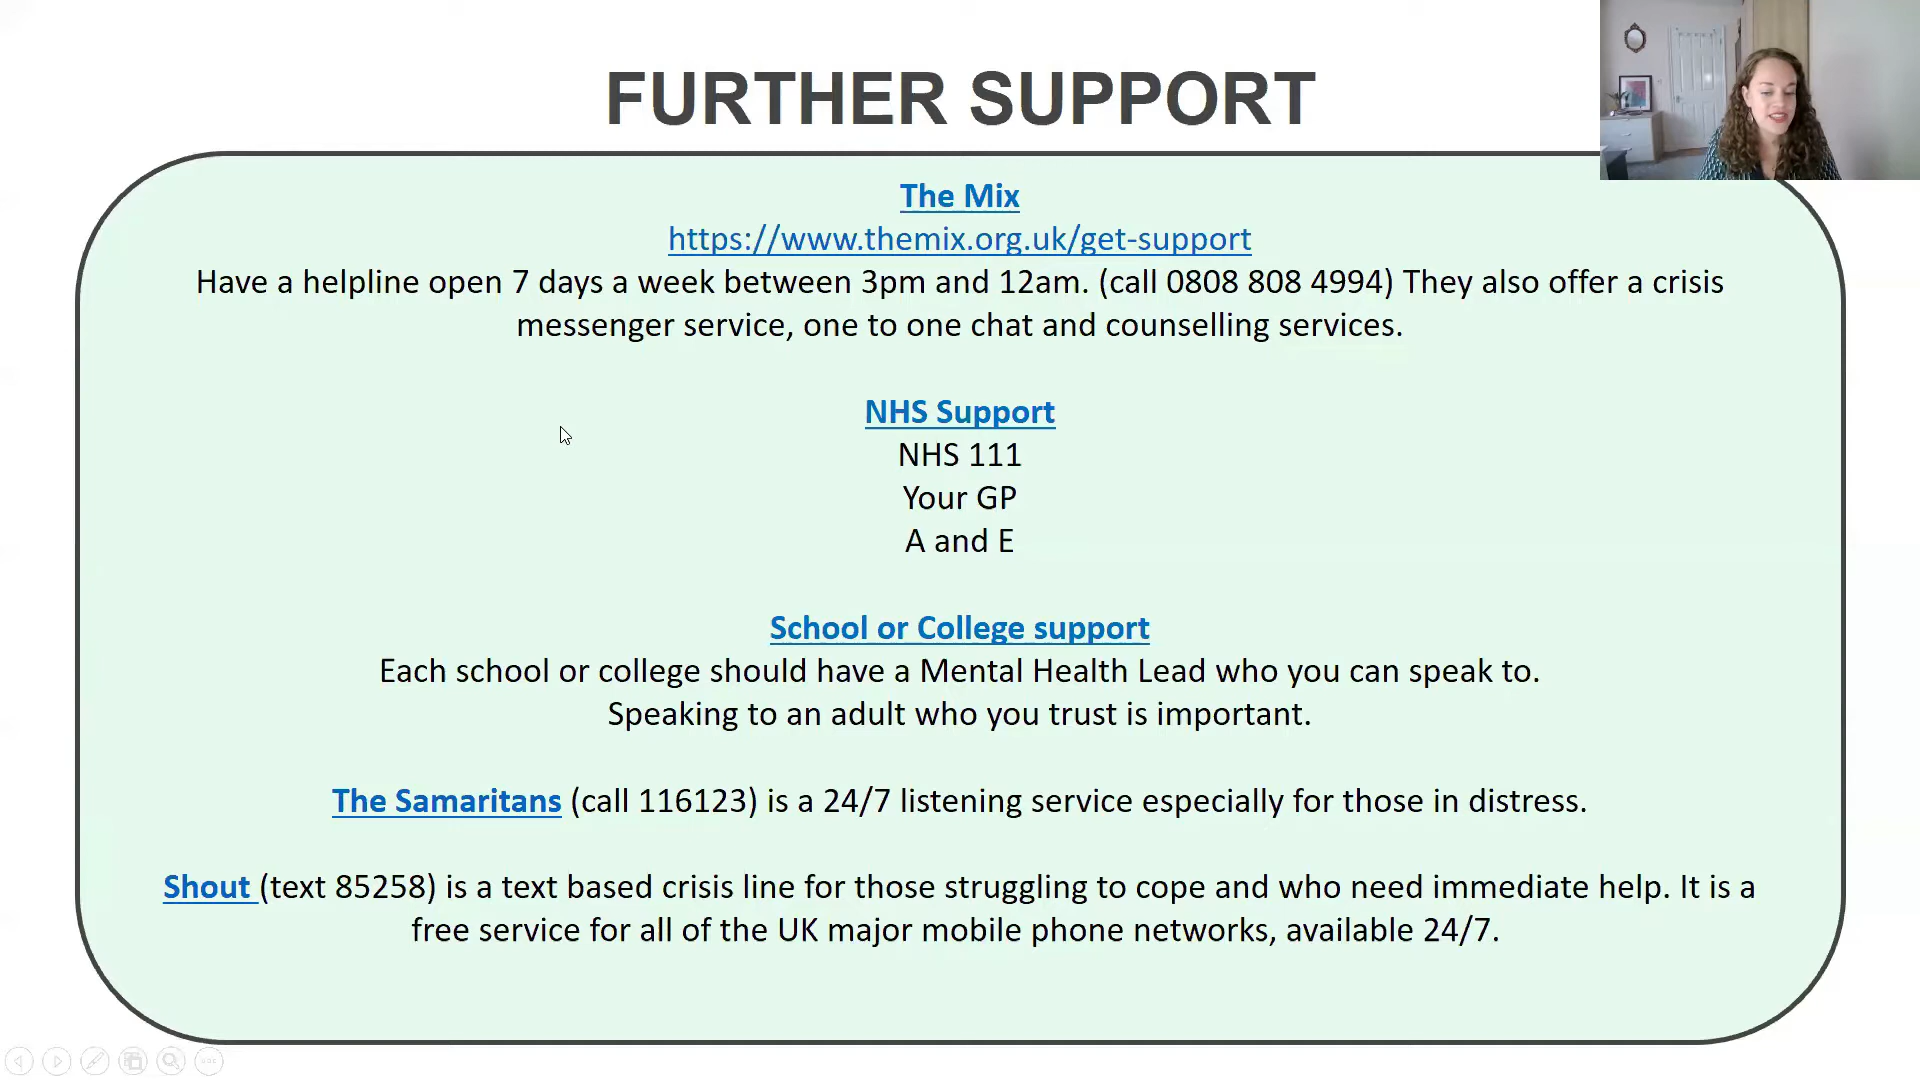 FURTHER SUPPORT
The Mix
https://www.themix.org.uk/get-support
Have a helpline open 7 days a week between 3pm and 12am. (call 0808 808 4994) They also offer a crisis
messenger service, one to one chat and counselling services.
NHS Support
NHS 111
Your GP
A and E
School or College support
Each school or college should have a Mental Health Lead who you can speak to.
Speaking to an adult who you trust is important.
The Samaritans (call 116123) is a 24/7 listening service especially for those in distress.
Shout (text 85258) is a text based crisis line for those struggling to cope and who need immediate help. It is a
free service for all of the UK major mobile phone networks, available 24/7.